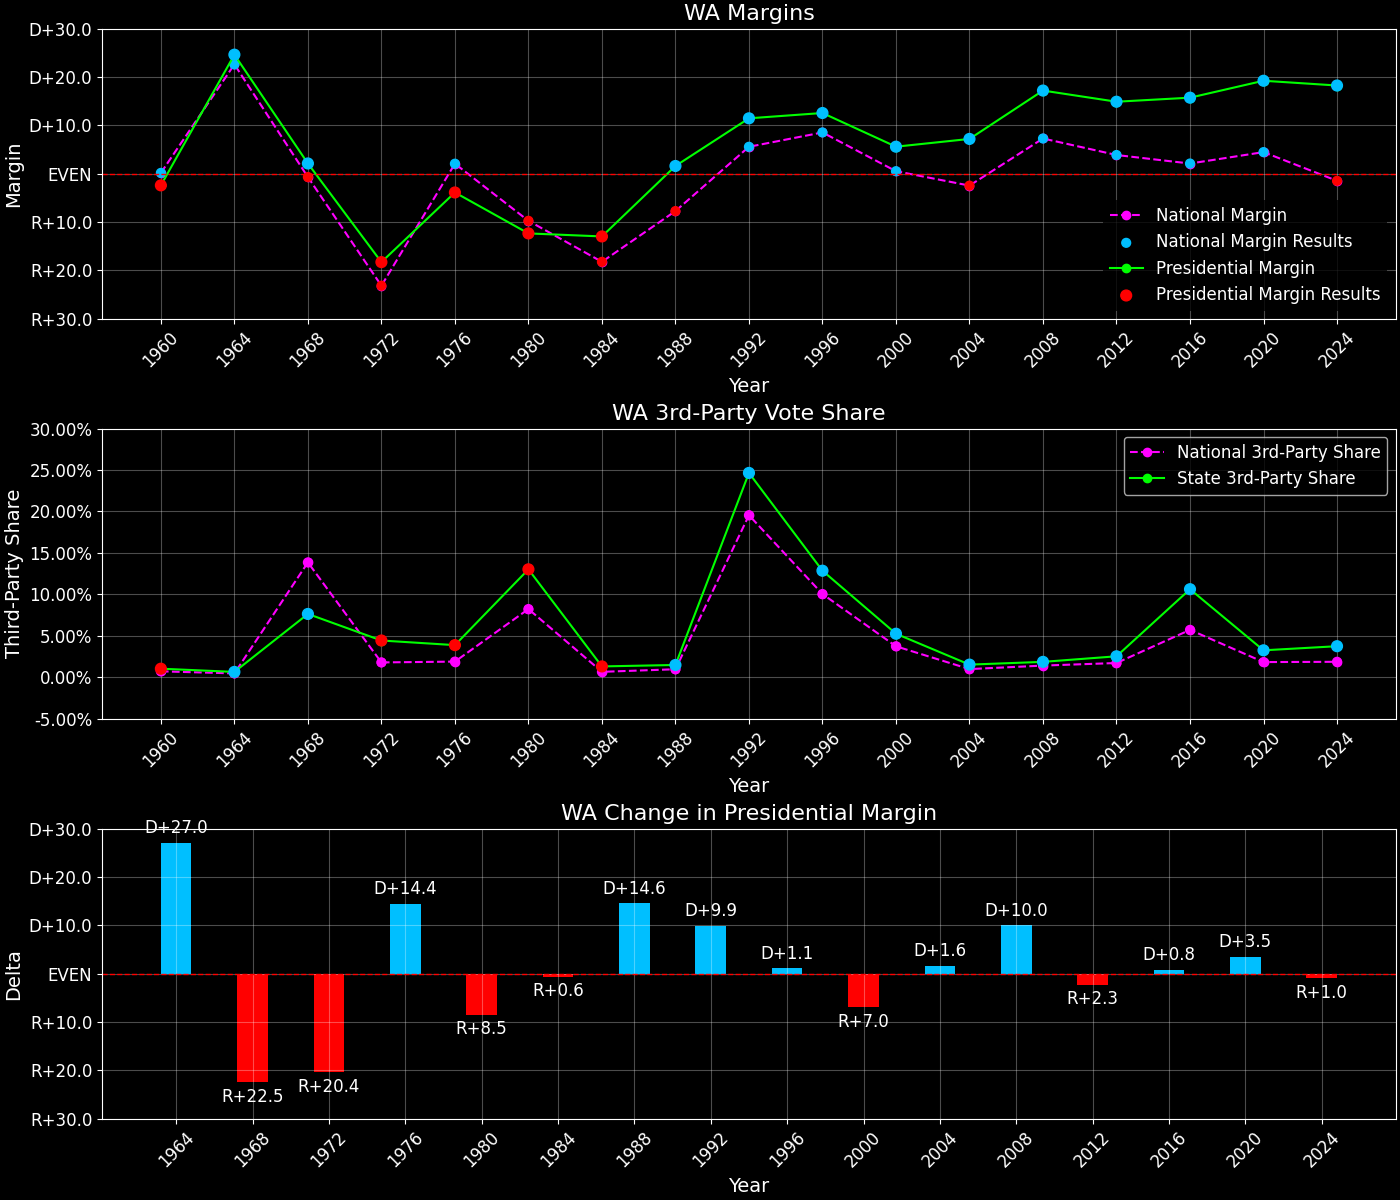 WA Margins
D+30.0
D+20.0
D+10.0
EVEN
R+10.0
R+20.0
R+30.0
Margin
National Margin
National Margin Results
Presidential Margin
Presidential Margin Results
1960 1964 1968 1972 1976 1980 1984 1988 1992 1996 2000 2004 2008 2012 2016 2020 2024
Year
WA 3rd-Party Vote Share
30.00%
25.00%
20.00%
15.00%
10.00%
5.00%
0.00%
-5.00%
Third-Party Share
National 3rd-Party Share
State 3rd-Party Share
1960 1964 1968 1972 1976 1980 1984 1988 1992 1996 2000 2004 2008 2012 2016 2020 2024
Year
WA Change in Presidential Margin
D+30.0
D+20.0
D+10.0
EVEN
R+10.0
R+20.0
R+30.0
Delta
D+27.0
R+22.5
R+20.4
D+14.4
R+8.5
R+0.6
D+14.6
D+9.9
D+1.1
R+7.0
D+1.6
D+10.0
R+2.3
D+0.8
D+3.5
R+1.0
1964 1968 1972 1976 1980 1984 1988 1992 1996 2000 2004 2008 2012 2016 2020 2024
Year